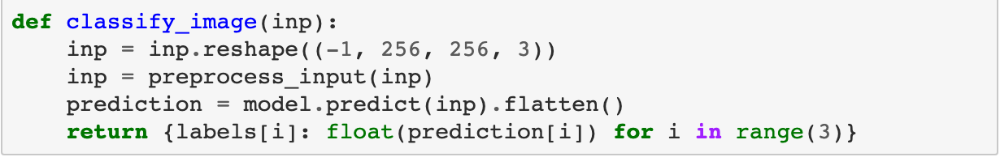 def classify_image(inp):
    inp = inp.reshape((-1, 256, 256, 3))
    inp = preprocess_input(inp)
    prediction = model.predict(inp).flatten()
    return {labels[i]: float(prediction[i]) for i in range(3)}